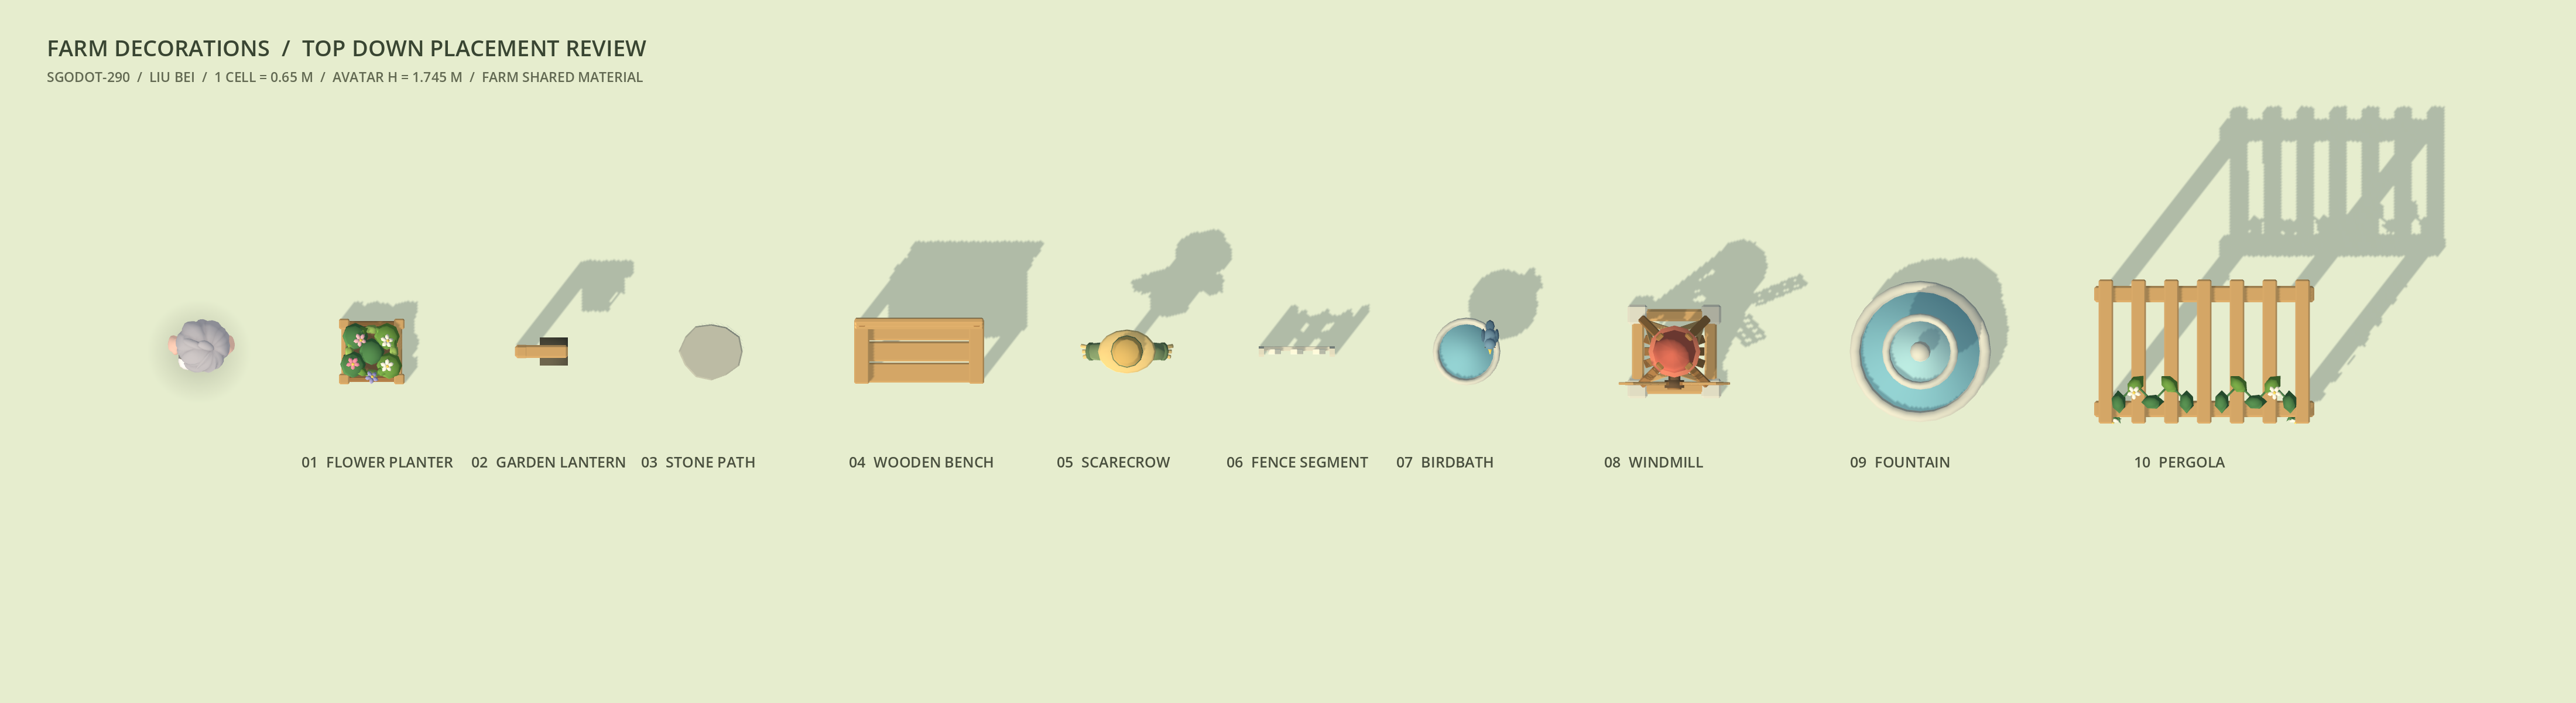 FARM DECORATIONS / TOP DOWN PLACEMENT REVIEW
SGODOT-290 / LIU BEI / 1 CELL = 0.65 M / AVATAR H = 1.745 M / FARM SHARED MATERIAL
01 FLOWER PLANTER 02 GARDEN LANTERN 03 STONE PATH 04 WOODEN BENCH 05 SCARECROW 06 FENCE SEGMENT 07 BIRDBATH 08 WINDMILL 09 FOUNTAIN 10 PERGOLA